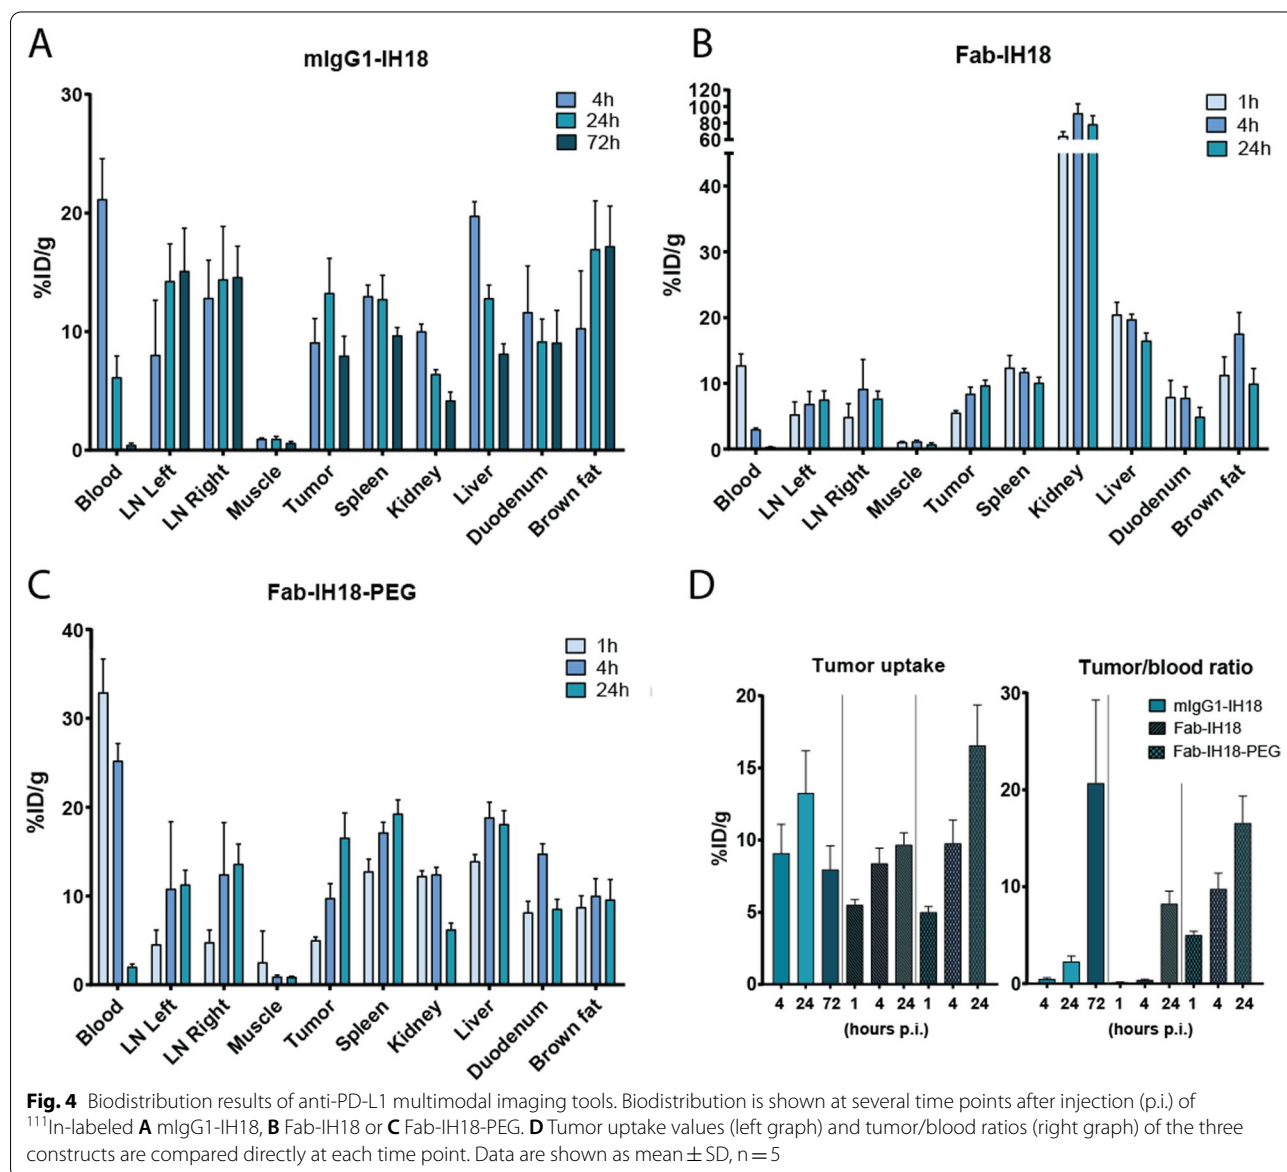 A
mIgG1-IH18
30
20
10
0
%ID/g
4h
24h
72h
Blood
LN Left
LN Right
Muscle
Tumor
Spleen
Kidney
Liver
Duodenum
Brown fat
B
Fab-IH18
120
100
80
60
40
30
20
10
0
%ID/g
1h
4h
24h
Blood
LN Left
LN Right
Muscle
Tumor
Spleen
Kidney
Liver
Duodenum
Brown fat
C
Fab-IH18-PEG
40
30
20
10
0
%ID/g
1h
4h
24h
Blood
LN Left
LN Right
Muscle
Tumor
Spleen
Kidney
Liver
Duodenum
Brown fat
D
Tumor uptake
20
15
10
5
0
%ID/g
4 24 72 1 4 24 1 4 24
(hours p.i.)
Tumor/blood ratio
30
20
10
0
mIgG1-IH18
Fab-IH18
Fab-IH18-PEG
4 24 72 1 4 24 1 4 24
(hours p.i.)
Fig. 4 Biodistribution results of anti-PD-L1 multimodal imaging tools. Biodistribution is shown at several time points after injection (p.i.) of
¹¹¹In-labeled A mIgG1-IH18, B Fab-IH18 or C Fab-IH18-PEG. D Tumor uptake values (left graph) and tumor/blood ratios (right graph) of the three
constructs are compared directly at each time point. Data are shown as mean ± SD, n = 5